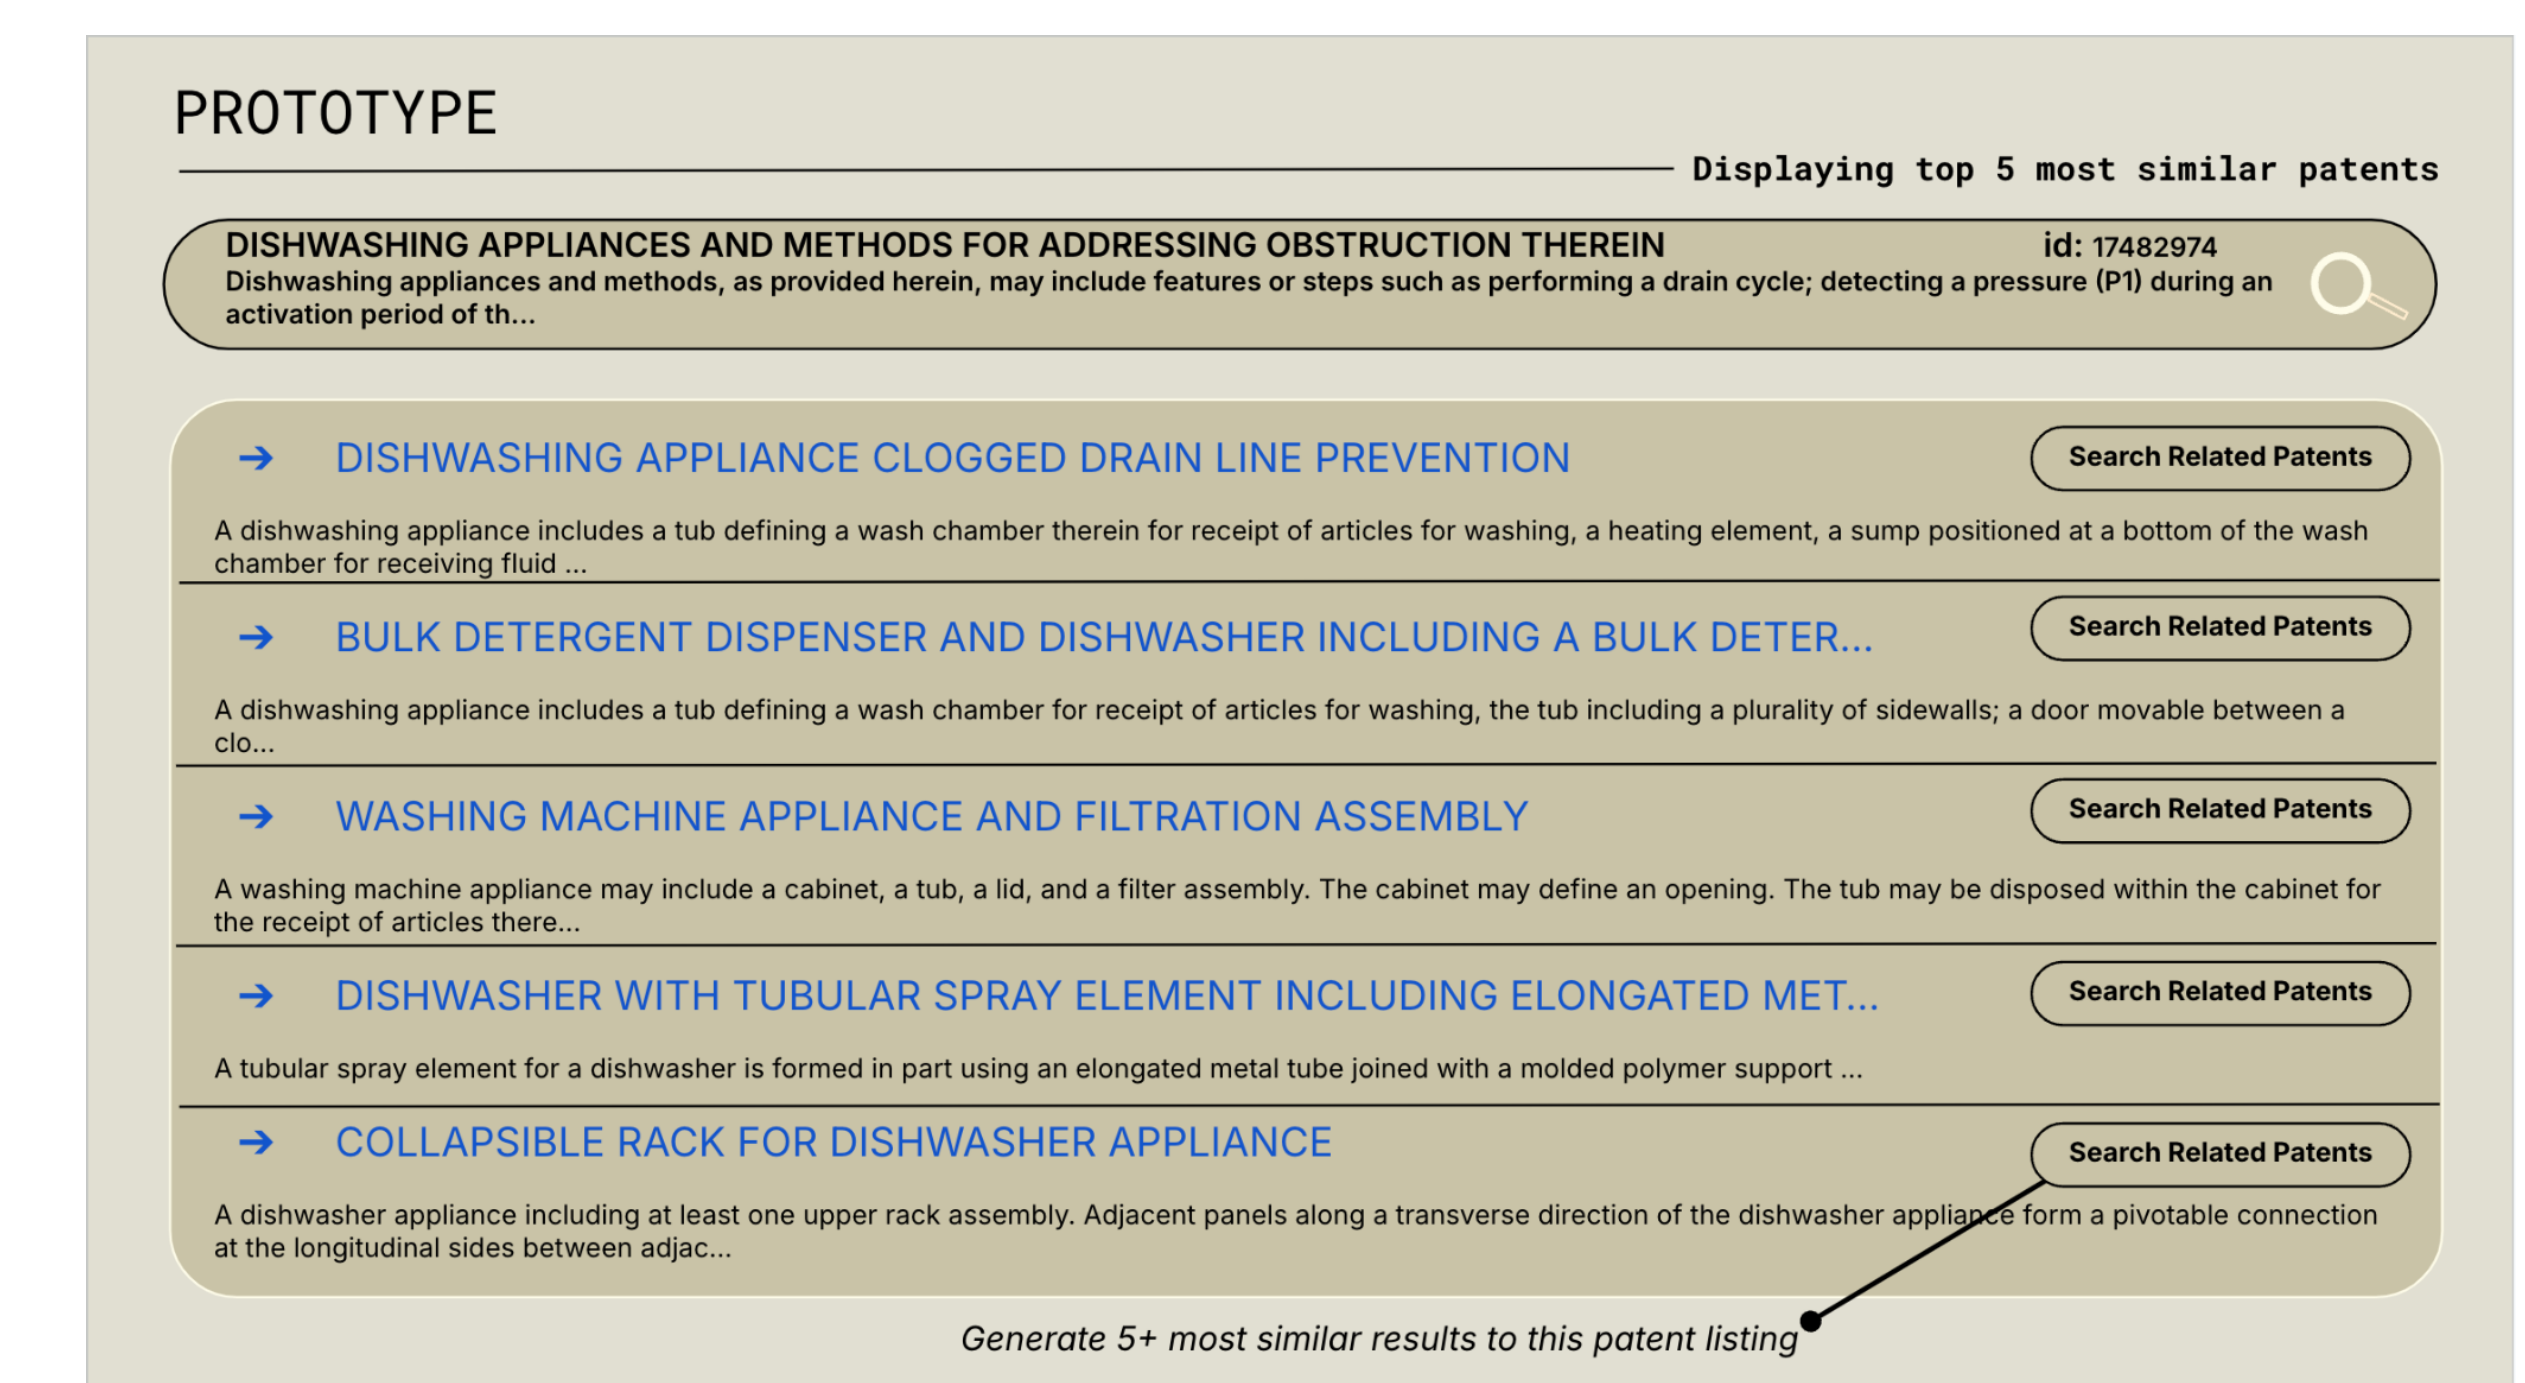 PROTOTYPE
Displaying top 5 most similar patents
DISHWASHING APPLIANCES AND METHODS FOR ADDRESSING OBSTRUCTION THEREIN id: 17482974
Dishwashing appliances and methods, as provided herein, may include features or steps such as performing a drain cycle; detecting a pressure (P1) during an
activation period of th...
→ DISHWASHING APPLIANCE CLOGGED DRAIN LINE PREVENTION
Search Related Patents
A dishwashing appliance includes a tub defining a wash chamber therein for receipt of articles for washing, a heating element, a sump positioned at a bottom of the wash
chamber for receiving fluid ...
→ BULK DETERGENT DISPENSER AND DISHWASHER INCLUDING A BULK DETER...
Search Related Patents
A dishwashing appliance includes a tub defining a wash chamber for receipt of articles for washing, the tub including a plurality of sidewalls; a door movable between a
clo...
→ WASHING MACHINE APPLIANCE AND FILTRATION ASSEMBLY
Search Related Patents
A washing machine appliance may include a cabinet, a tub, a lid, and a filter assembly. The cabinet may define an opening. The tub may be disposed within the cabinet for
the receipt of articles there...
→ DISHWASHER WITH TUBULAR SPRAY ELEMENT INCLUDING ELONGATED MET...
Search Related Patents
A tubular spray element for a dishwasher is formed in part using an elongated metal tube joined with a molded polymer support ...
→ COLLAPSIBLE RACK FOR DISHWASHER APPLIANCE
Search Related Patents
A dishwasher appliance including at least one upper rack assembly. Adjacent panels along a transverse direction of the dishwasher appliance form a pivotable connection
at the longitudinal sides between adjac...
Generate 5+ most similar results to this patent listing